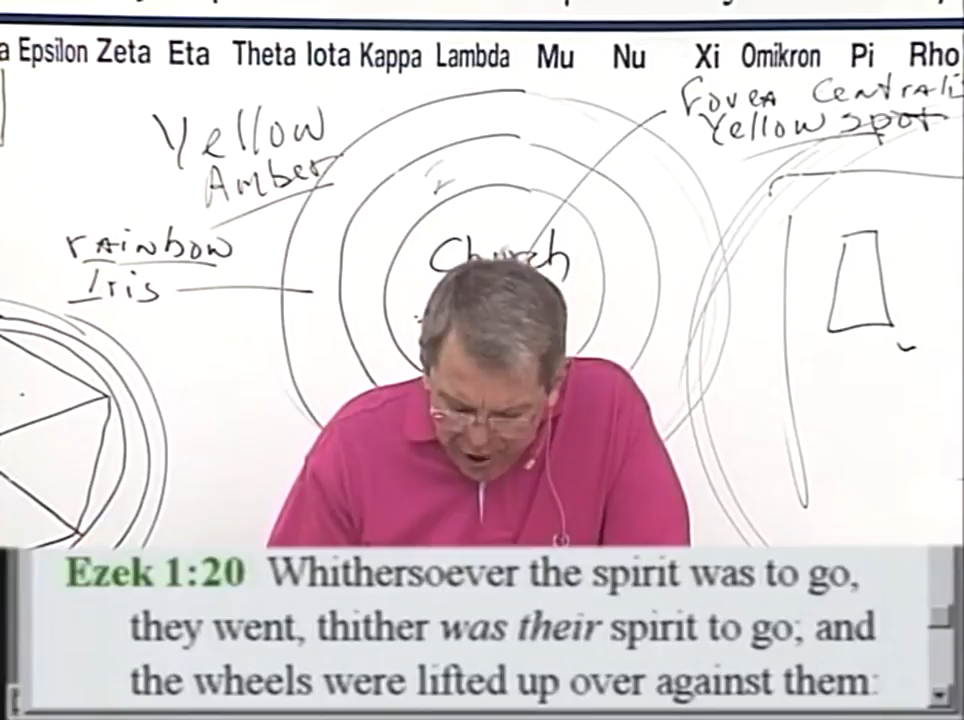 Epsilon Zeta Eta Theta Iota Kappa Lambda Mu Nu Xi Omikron Pi Rho
Fovea Centrali
Yellow spot
Yellow
Amber
rainbow
Iris
Church
Ezek 1:20 Whithersoever the spirit was to go,
they went, thither was their spirit to go; and
the wheels were lifted up over against them: